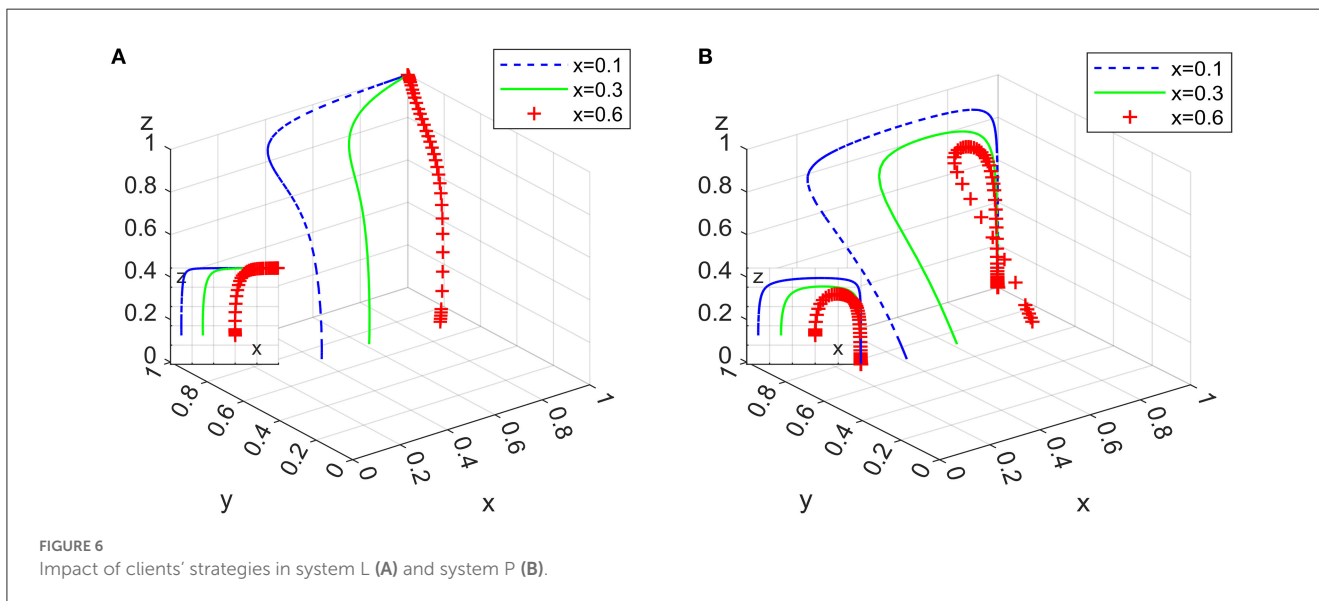 A
x=0.1
x=0.3
x=0.6
z
1
0.8
0.6
0.4
0.2
0
z
x
1
0.8
0.6
0.4
0.2
0
y
0
0.2
0.4
0.6
0.8
1
x
B
x=0.1
x=0.3
x=0.6
z
1
0.8
0.6
0.4
0.2
0
z
x
1
0.8
0.6
0.4
0.2
0
y
0
0.2
0.4
0.6
0.8
1
x
FIGURE 6
Impact of clients’ strategies in system L (A) and system P (B).